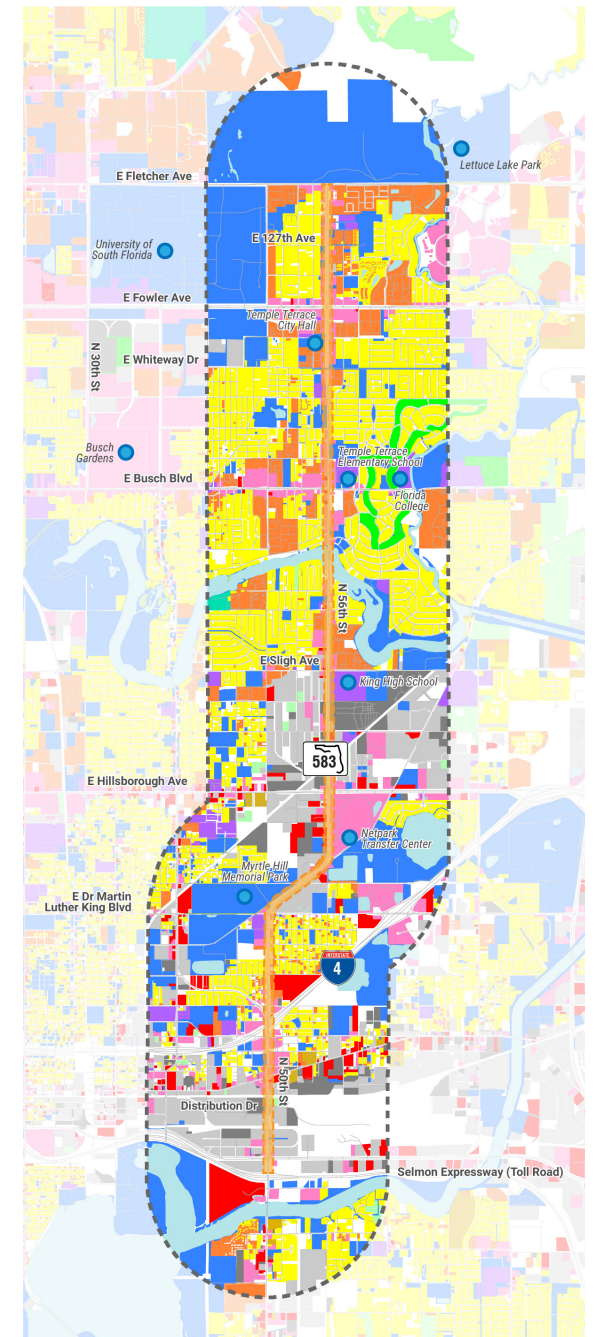 Lettuce Lake Park
E Fletcher Ave
E 127th Ave
University of
South Florida
E Fowler Ave
Temple Terrace
City Hall
E Whiteway Dr
N 30th St
Busch
Gardens
Temple Terrace
Elementary School
E Busch Blvd
Florida
College
N 56th St
E Sligh Ave
King High School
583
E Hillsborough Ave
Netpark
Transfer Center
Myrtle Hill
Memorial Park
E Dr Martin
Luther King Blvd
INTERSTATE
4
N 50th St
Distribution Dr
Selmon Expressway (Toll Road)